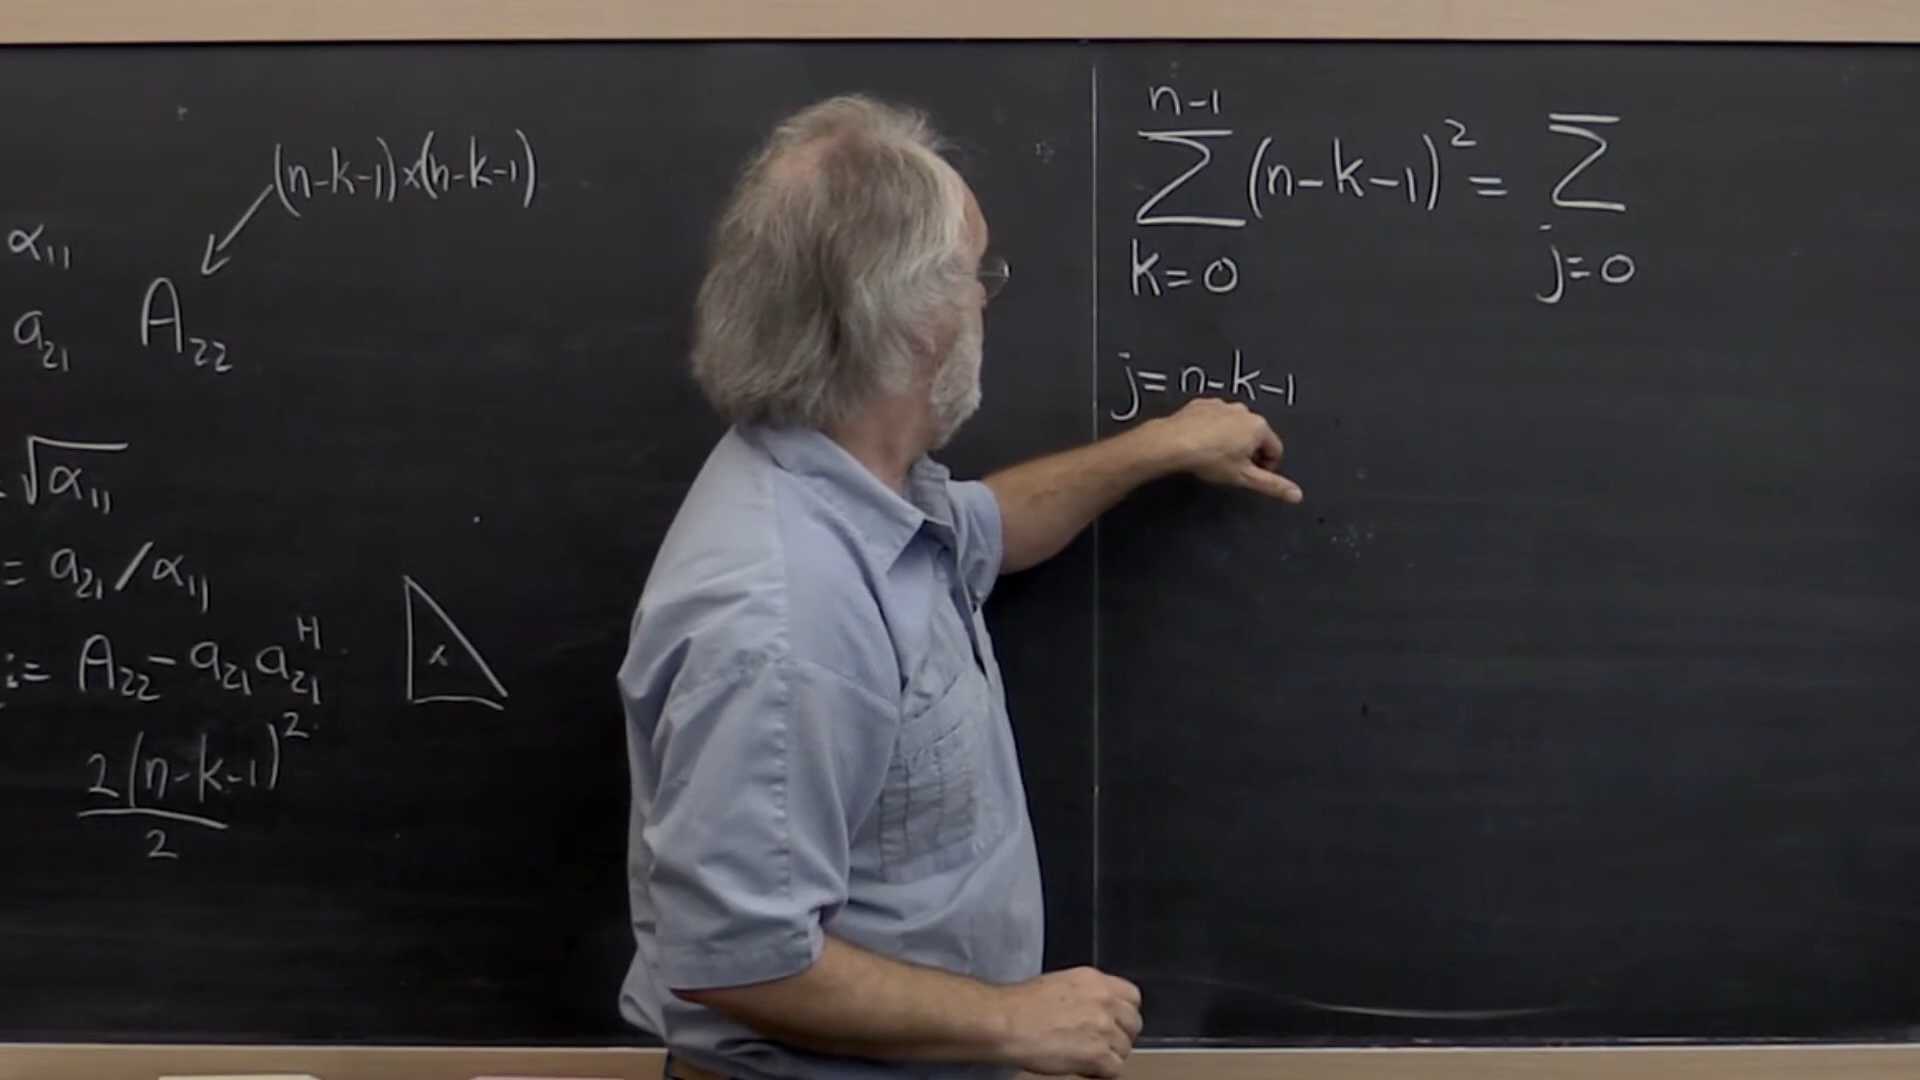 (n-k-1)×(n-k-1)
α₁₁
a₂₁ A₂₂
√α₁₁
= a₂₁ / α₁₁
:= A₂₂ - a₂₁ a₂₁ᴴ
2(n-k-1)²
2
n-1
∑ (n-k-1)² = ∑
k=0 j=0
j=n-k-1